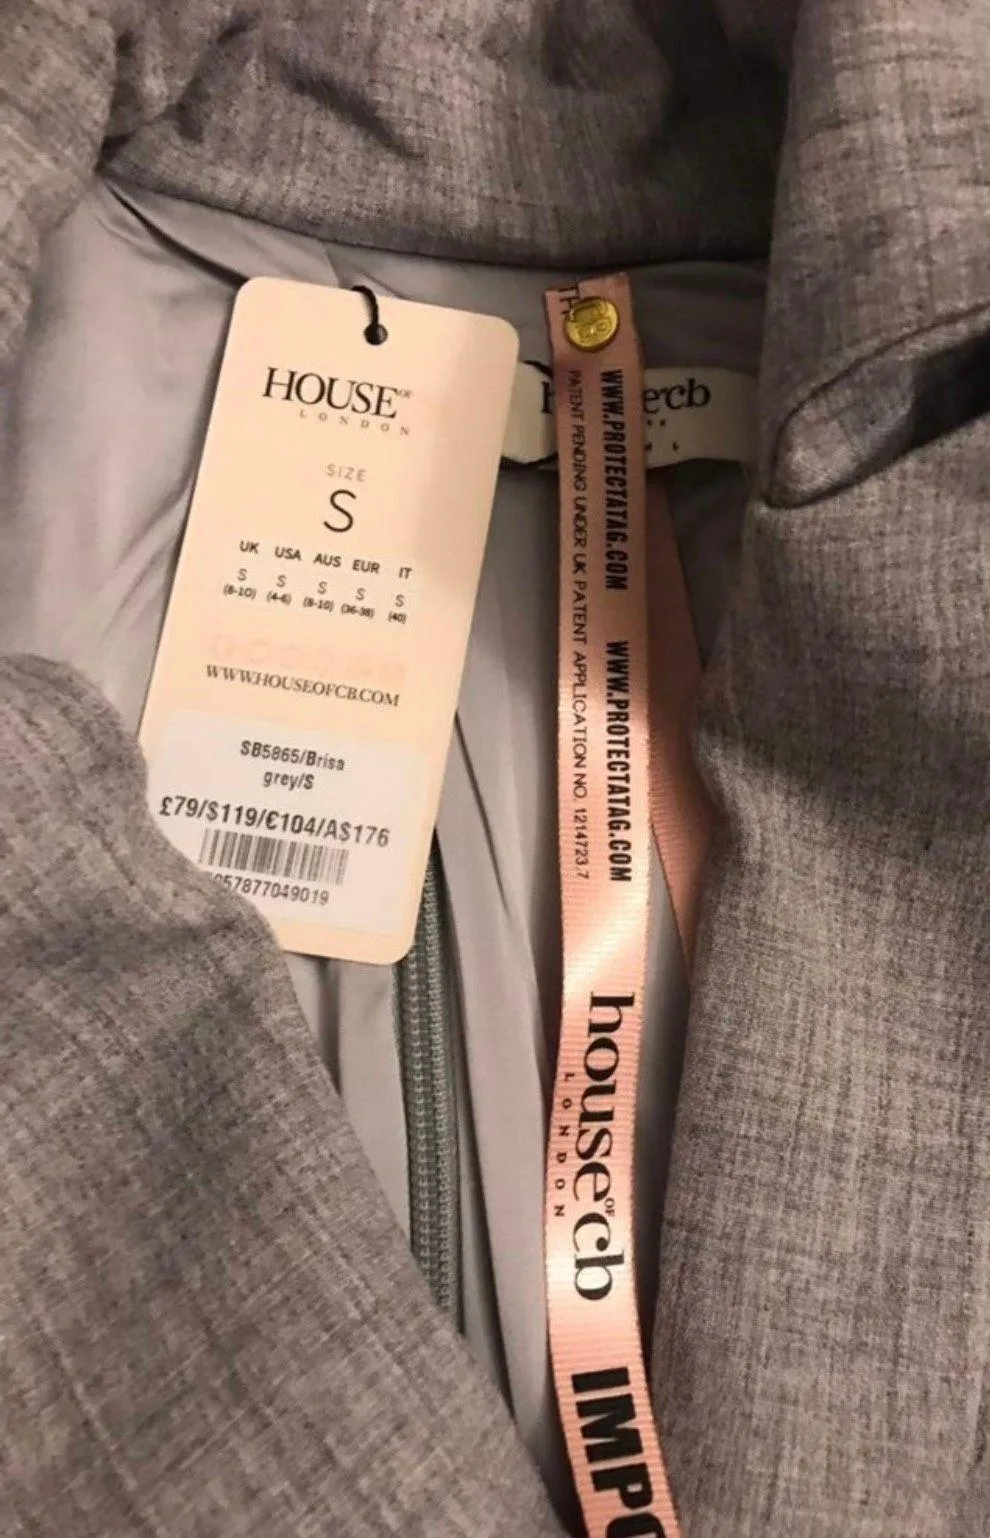 HOUSE OF
LONDON
SIZE
S
UK USA AUS EUR IT
S S S S S
(8-10) (4-6) (8-10) (36-38) (40)
WWW.HOUSEOFCB.COM
SB5865/Brisa
grey/S
£79/$119/€104/A$176
57877049019
CB
WWW.PROTECTATAG.COM WWW.PROTECTATAG.COM
PATENT PENDING UNDER UK PATENT APPLICATION NO. 1214723.7
house OF cb
LONDON